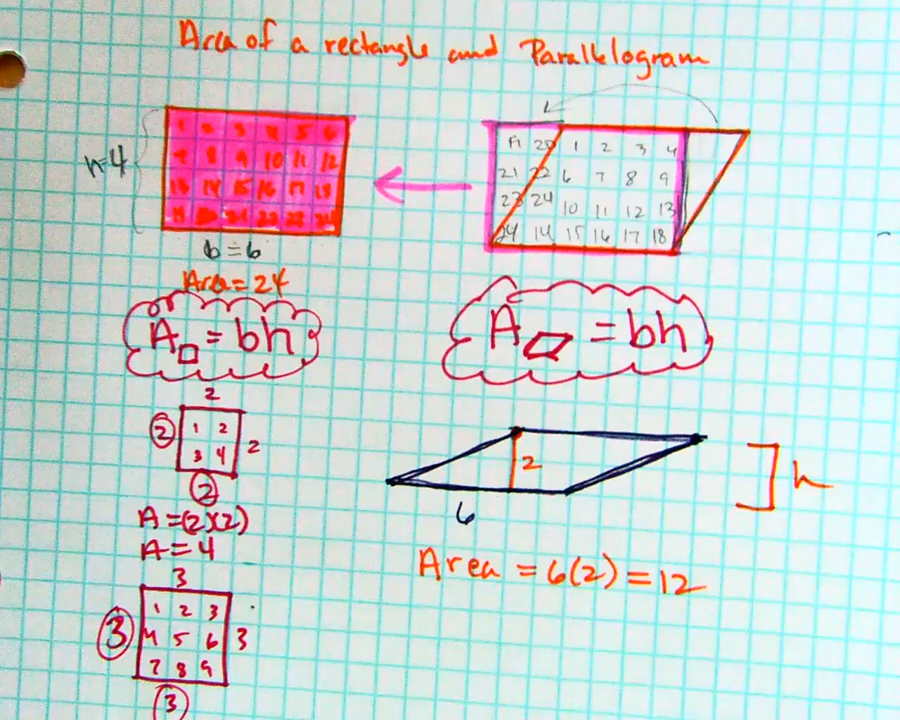 Area of a rectangle and Parallelogram
h=4
1 2 3 4 5 6
7 8 9 10 11 12
13 14 15 16 17 18
19 20 21 22 23 24
b=6
Area=24
A□=bh
19 20 1 2 3 4
21 22 6 7 8 9
23 24 10 11 12 13
24 14 15 16 17 18
A▱=bh
2
2 1 2
3 4 2
2
A=(2)(2)
A=4
3
1 2 3
3 4 5 6 3
7 8 9
3
2
6
h
Area = 6(2) = 12